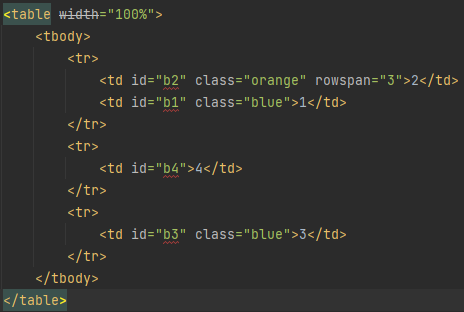 <table width="100%">
    <tbody>
        <tr>
            <td id="b2" class="orange" rowspan="3">2</td>
            <td id="b1" class="blue">1</td>
        </tr>
        <tr>
            <td id="b4">4</td>
        </tr>
        <tr>
            <td id="b3" class="blue">3</td>
        </tr>
    </tbody>
</table>